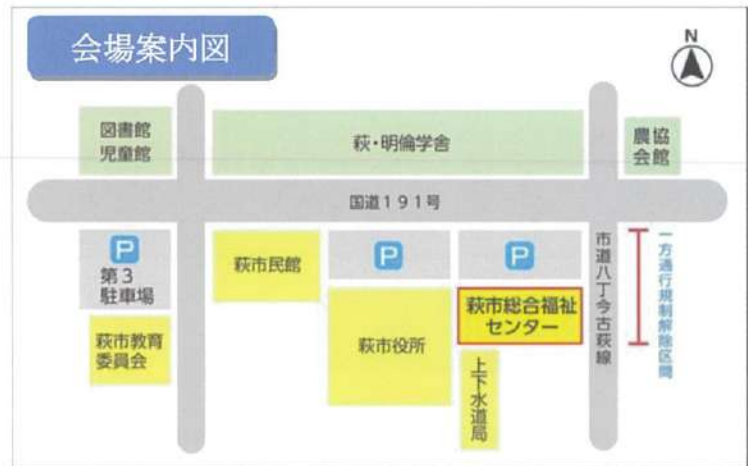 会場案内図
N
図書館
児童館
萩・明倫学舎
農協
会館
国道191号
P
第3
駐車場
萩市民館
P
P
市道八丁今古萩線
一方通行規制解除区間
萩市教育
委員会
萩市役所
萩市総合福祉
センター
上下水道局